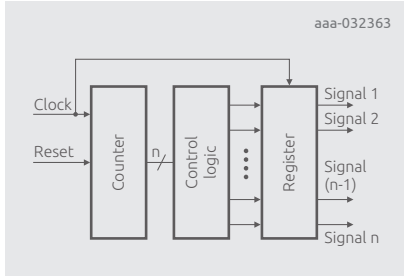 aaa-032363
Clock
Reset
Counter
n
Control
logic
Register
Signal 1
Signal 2
Signal
(n-1)
Signal n